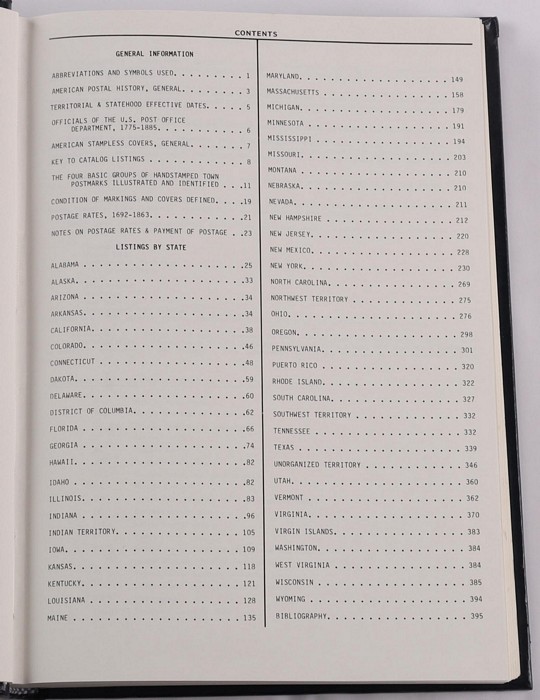 CONTENTS
GENERAL INFORMATION
ABBREVIATIONS AND SYMBOLS USED. . . . . . . . . 1
AMERICAN POSTAL HISTORY, GENERAL. . . . . . . . 3
TERRITORIAL & STATEHOOD EFFECTIVE DATES. . . . . 5
OFFICIALS OF THE U.S. POST OFFICE
DEPARTMENT, 1775-1885. . . . . . . . . . . 6
AMERICAN STAMPLESS COVERS, GENERAL. . . . . . . 7
KEY TO CATALOG LISTINGS . . . . . . . . . . . . 8
THE FOUR BASIC GROUPS OF HANDSTAMPED TOWN
POSTMARKS ILLUSTRATED AND IDENTIFIED . . . .11
CONDITION OF MARKINGS AND COVERS DEFINED. . . .19
POSTAGE RATES, 1692-1863. . . . . . . . . . . .21
NOTES ON POSTAGE RATES & PAYMENT OF POSTAGE . .23
LISTINGS BY STATE
ALABAMA . . . . . . . . . . . . . . . . . . . .25
ALASKA. . . . . . . . . . . . . . . . . . . . .33
ARIZONA . . . . . . . . . . . . . . . . . . . .34
ARKANSAS. . . . . . . . . . . . . . . . . . . .34
CALIFORNIA. . . . . . . . . . . . . . . . . . .38
COLORADO. . . . . . . . . . . . . . . . . . . .46
CONNECTICUT . . . . . . . . . . . . . . . . . .48
DAKOTA. . . . . . . . . . . . . . . . . . . . .59
DELAWARE. . . . . . . . . . . . . . . . . . . .60
DISTRICT OF COLUMBIA. . . . . . . . . . . . . .62
FLORIDA . . . . . . . . . . . . . . . . . . . .66
GEORGIA . . . . . . . . . . . . . . . . . . . .74
HAWAII. . . . . . . . . . . . . . . . . . . . .82
IDAHO . . . . . . . . . . . . . . . . . . . . .82
ILLINOIS. . . . . . . . . . . . . . . . . . . .83
INDIANA . . . . . . . . . . . . . . . . . . . .96
INDIAN TERRITORY. . . . . . . . . . . . . . . 105
IOWA. . . . . . . . . . . . . . . . . . . . . 109
KANSAS. . . . . . . . . . . . . . . . . . . . 118
KENTUCKY. . . . . . . . . . . . . . . . . . . 121
LOUISIANA . . . . . . . . . . . . . . . . . . 128
MAINE . . . . . . . . . . . . . . . . . . . . 135
MARYLAND. . . . . . . . . . . . . . . . . . . 149
MASSACHUSETTS . . . . . . . . . . . . . . . . 158
MICHIGAN. . . . . . . . . . . . . . . . . . . 179
MINNESOTA . . . . . . . . . . . . . . . . . . 191
MISSISSIPPI . . . . . . . . . . . . . . . . . 194
MISSOURI. . . . . . . . . . . . . . . . . . . 203
MONTANA . . . . . . . . . . . . . . . . . . . 210
NEBRASKA. . . . . . . . . . . . . . . . . . . 210
NEVADA. . . . . . . . . . . . . . . . . . . . 211
NEW HAMPSHIRE . . . . . . . . . . . . . . . . 212
NEW JERSEY. . . . . . . . . . . . . . . . . . 220
NEW MEXICO. . . . . . . . . . . . . . . . . . 228
NEW YORK. . . . . . . . . . . . . . . . . . . 230
NORTH CAROLINA. . . . . . . . . . . . . . . . 269
NORTHWEST TERRITORY . . . . . . . . . . . . . 275
OHIO. . . . . . . . . . . . . . . . . . . . . 276
OREGON. . . . . . . . . . . . . . . . . . . . 298
PENNSYLVANIA. . . . . . . . . . . . . . . . . 301
PUERTO RICO . . . . . . . . . . . . . . . . . 320
RHODE ISLAND. . . . . . . . . . . . . . . . . 322
SOUTH CAROLINA. . . . . . . . . . . . . . . . 327
SOUTHWEST TERRITORY . . . . . . . . . . . . . 332
TENNESSEE . . . . . . . . . . . . . . . . . . 332
TEXAS . . . . . . . . . . . . . . . . . . . . 339
UNORGANIZED TERRITORY . . . . . . . . . . . . 346
UTAH. . . . . . . . . . . . . . . . . . . . . 360
VERMONT . . . . . . . . . . . . . . . . . . . 362
VIRGINIA. . . . . . . . . . . . . . . . . . . 370
VIRGIN ISLANDS. . . . . . . . . . . . . . . . 383
WASHINGTON. . . . . . . . . . . . . . . . . . 384
WEST VIRGINIA . . . . . . . . . . . . . . . . 384
WISCONSIN . . . . . . . . . . . . . . . . . . 385
WYOMING . . . . . . . . . . . . . . . . . . . 394
BIBLIOGRAPHY. . . . . . . . . . . . . . . . . 395